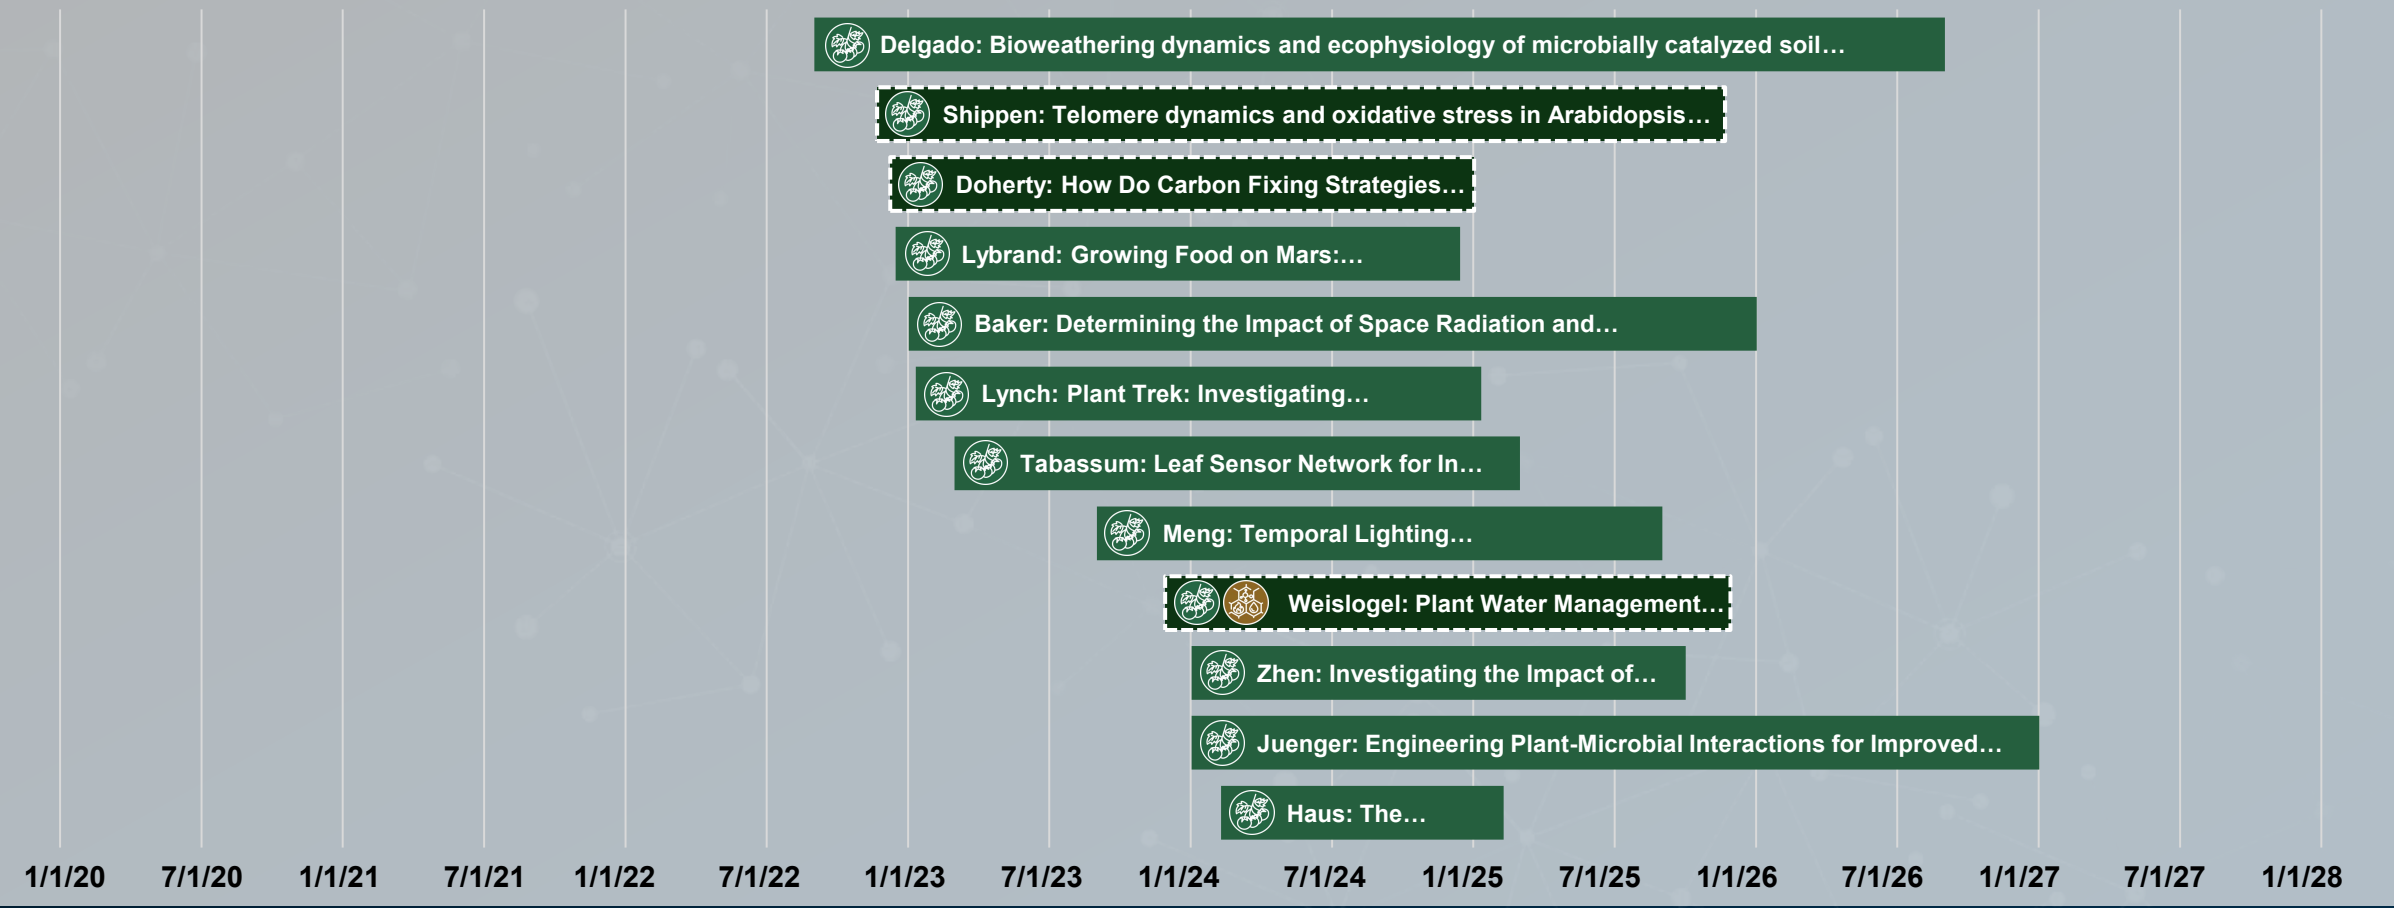 Delgado: Bioweathering dynamics and ecophysiology of microbially catalyzed soil…
Shippen: Telomere dynamics and oxidative stress in Arabidopsis…
Doherty: How Do Carbon Fixing Strategies…
Lybrand: Growing Food on Mars:…
Baker: Determining the Impact of Space Radiation and…
Lynch: Plant Trek: Investigating…
Tabassum: Leaf Sensor Network for In…
Meng: Temporal Lighting…
Weislogel: Plant Water Management…
Zhen: Investigating the Impact of…
Juenger: Engineering Plant-Microbial Interactions for Improved…
Haus: The…
1/1/20 7/1/20 1/1/21 7/1/21 1/1/22 7/1/22 1/1/23 7/1/23 1/1/24 7/1/24 1/1/25 7/1/25 1/1/26 7/1/26 1/1/27 7/1/27 1/1/28